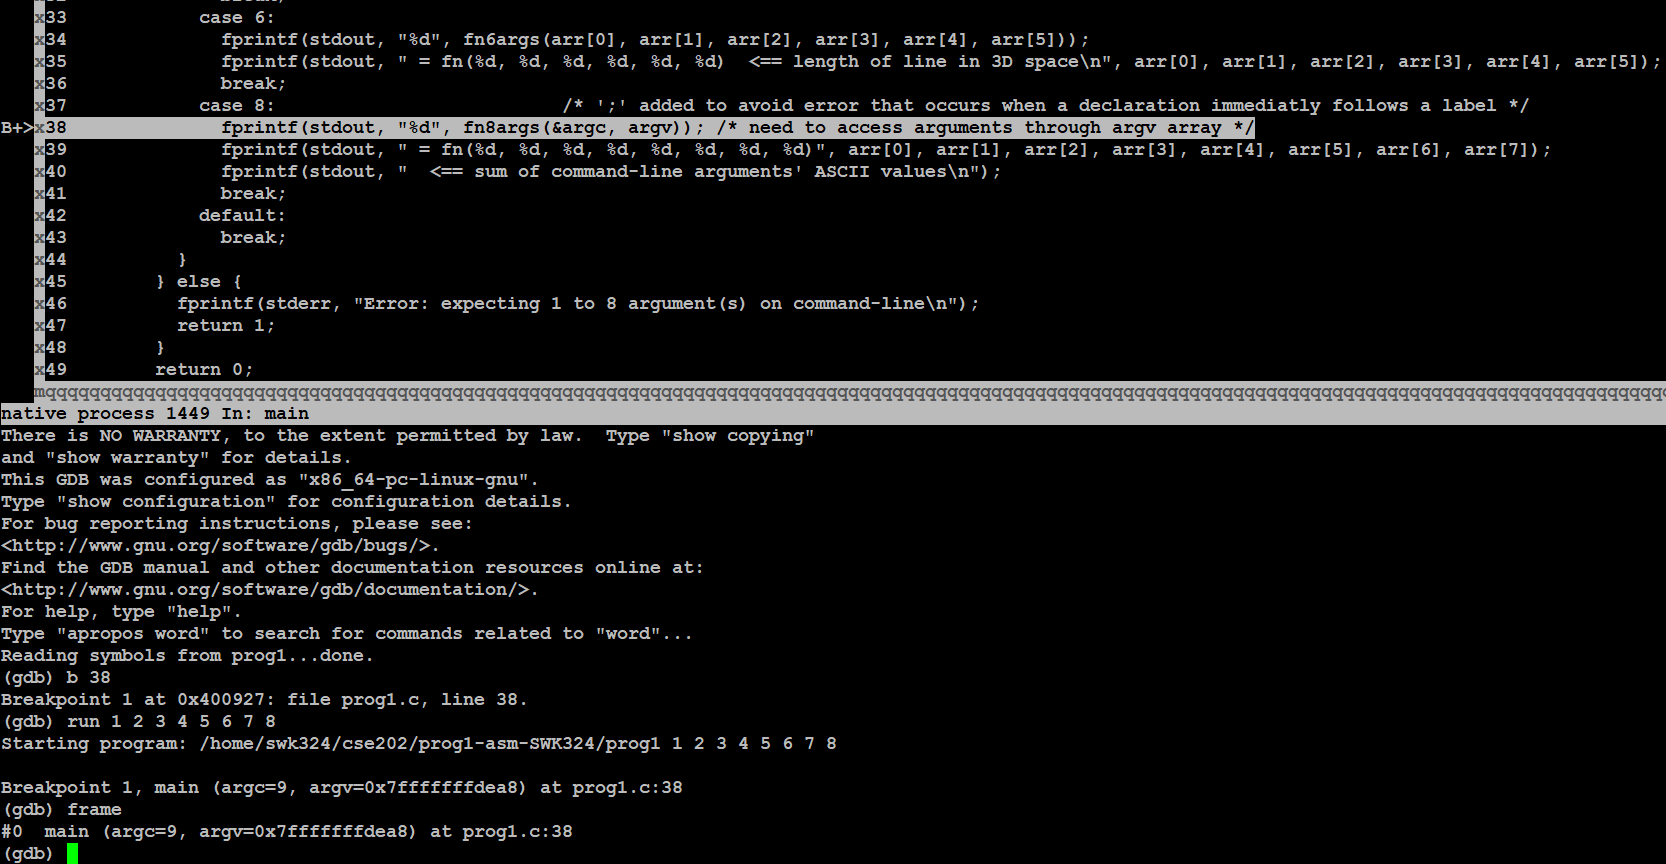 x33            case 6:
x34              fprintf(stdout, "%d", fn6args(arr[0], arr[1], arr[2], arr[3], arr[4], arr[5]));
x35              fprintf(stdout, " = fn(%d, %d, %d, %d, %d, %d)  <== length of line in 3D space\n", arr[0], arr[1], arr[2], arr[3], arr[4], arr[5]);
x36              break;
x37            case 8:                          /* ';' added to avoid error that occurs when a declaration immediatly follows a label */
B+>x38              fprintf(stdout, "%d", fn8args(&argc, argv)); /* need to access arguments through argv array */
x39              fprintf(stdout, " = fn(%d, %d, %d, %d, %d, %d, %d, %d)", arr[0], arr[1], arr[2], arr[3], arr[4], arr[5], arr[6], arr[7]);
x40              fprintf(stdout, "  <== sum of command-line arguments' ASCII values\n");
x41              break;
x42            default:
x43              break;
x44          }
x45        } else {
x46          fprintf(stderr, "Error: expecting 1 to 8 argument(s) on command-line\n");
x47          return 1;
x48        }
x49        return 0;
mqqqqqqqqqqqqqqqqqqqqqqqqqqqqqqqqqqqqqqqqqqqqqqqqqqqqqqqqqqqqqqqqqqqqqqqqqqqqqqqqqqqqqqqqqqqqqqqqqqqqqqqqqqqqqqqqqqqqqqqqqqqqqqqqqqqqqqqqqqqqqqqqq
native process 1449 In: main
There is NO WARRANTY, to the extent permitted by law.  Type "show copying"
and "show warranty" for details.
This GDB was configured as "x86_64-pc-linux-gnu".
Type "show configuration" for configuration details.
For bug reporting instructions, please see:
<http://www.gnu.org/software/gdb/bugs/>.
Find the GDB manual and other documentation resources online at:
<http://www.gnu.org/software/gdb/documentation/>.
For help, type "help".
Type "apropos word" to search for commands related to "word"...
Reading symbols from prog1...done.
(gdb) b 38
Breakpoint 1 at 0x400927: file prog1.c, line 38.
(gdb) run 1 2 3 4 5 6 7 8
Starting program: /home/swk324/cse202/prog1-asm-SWK324/prog1 1 2 3 4 5 6 7 8

Breakpoint 1, main (argc=9, argv=0x7fffffffdea8) at prog1.c:38
(gdb) frame
#0  main (argc=9, argv=0x7fffffffdea8) at prog1.c:38
(gdb)